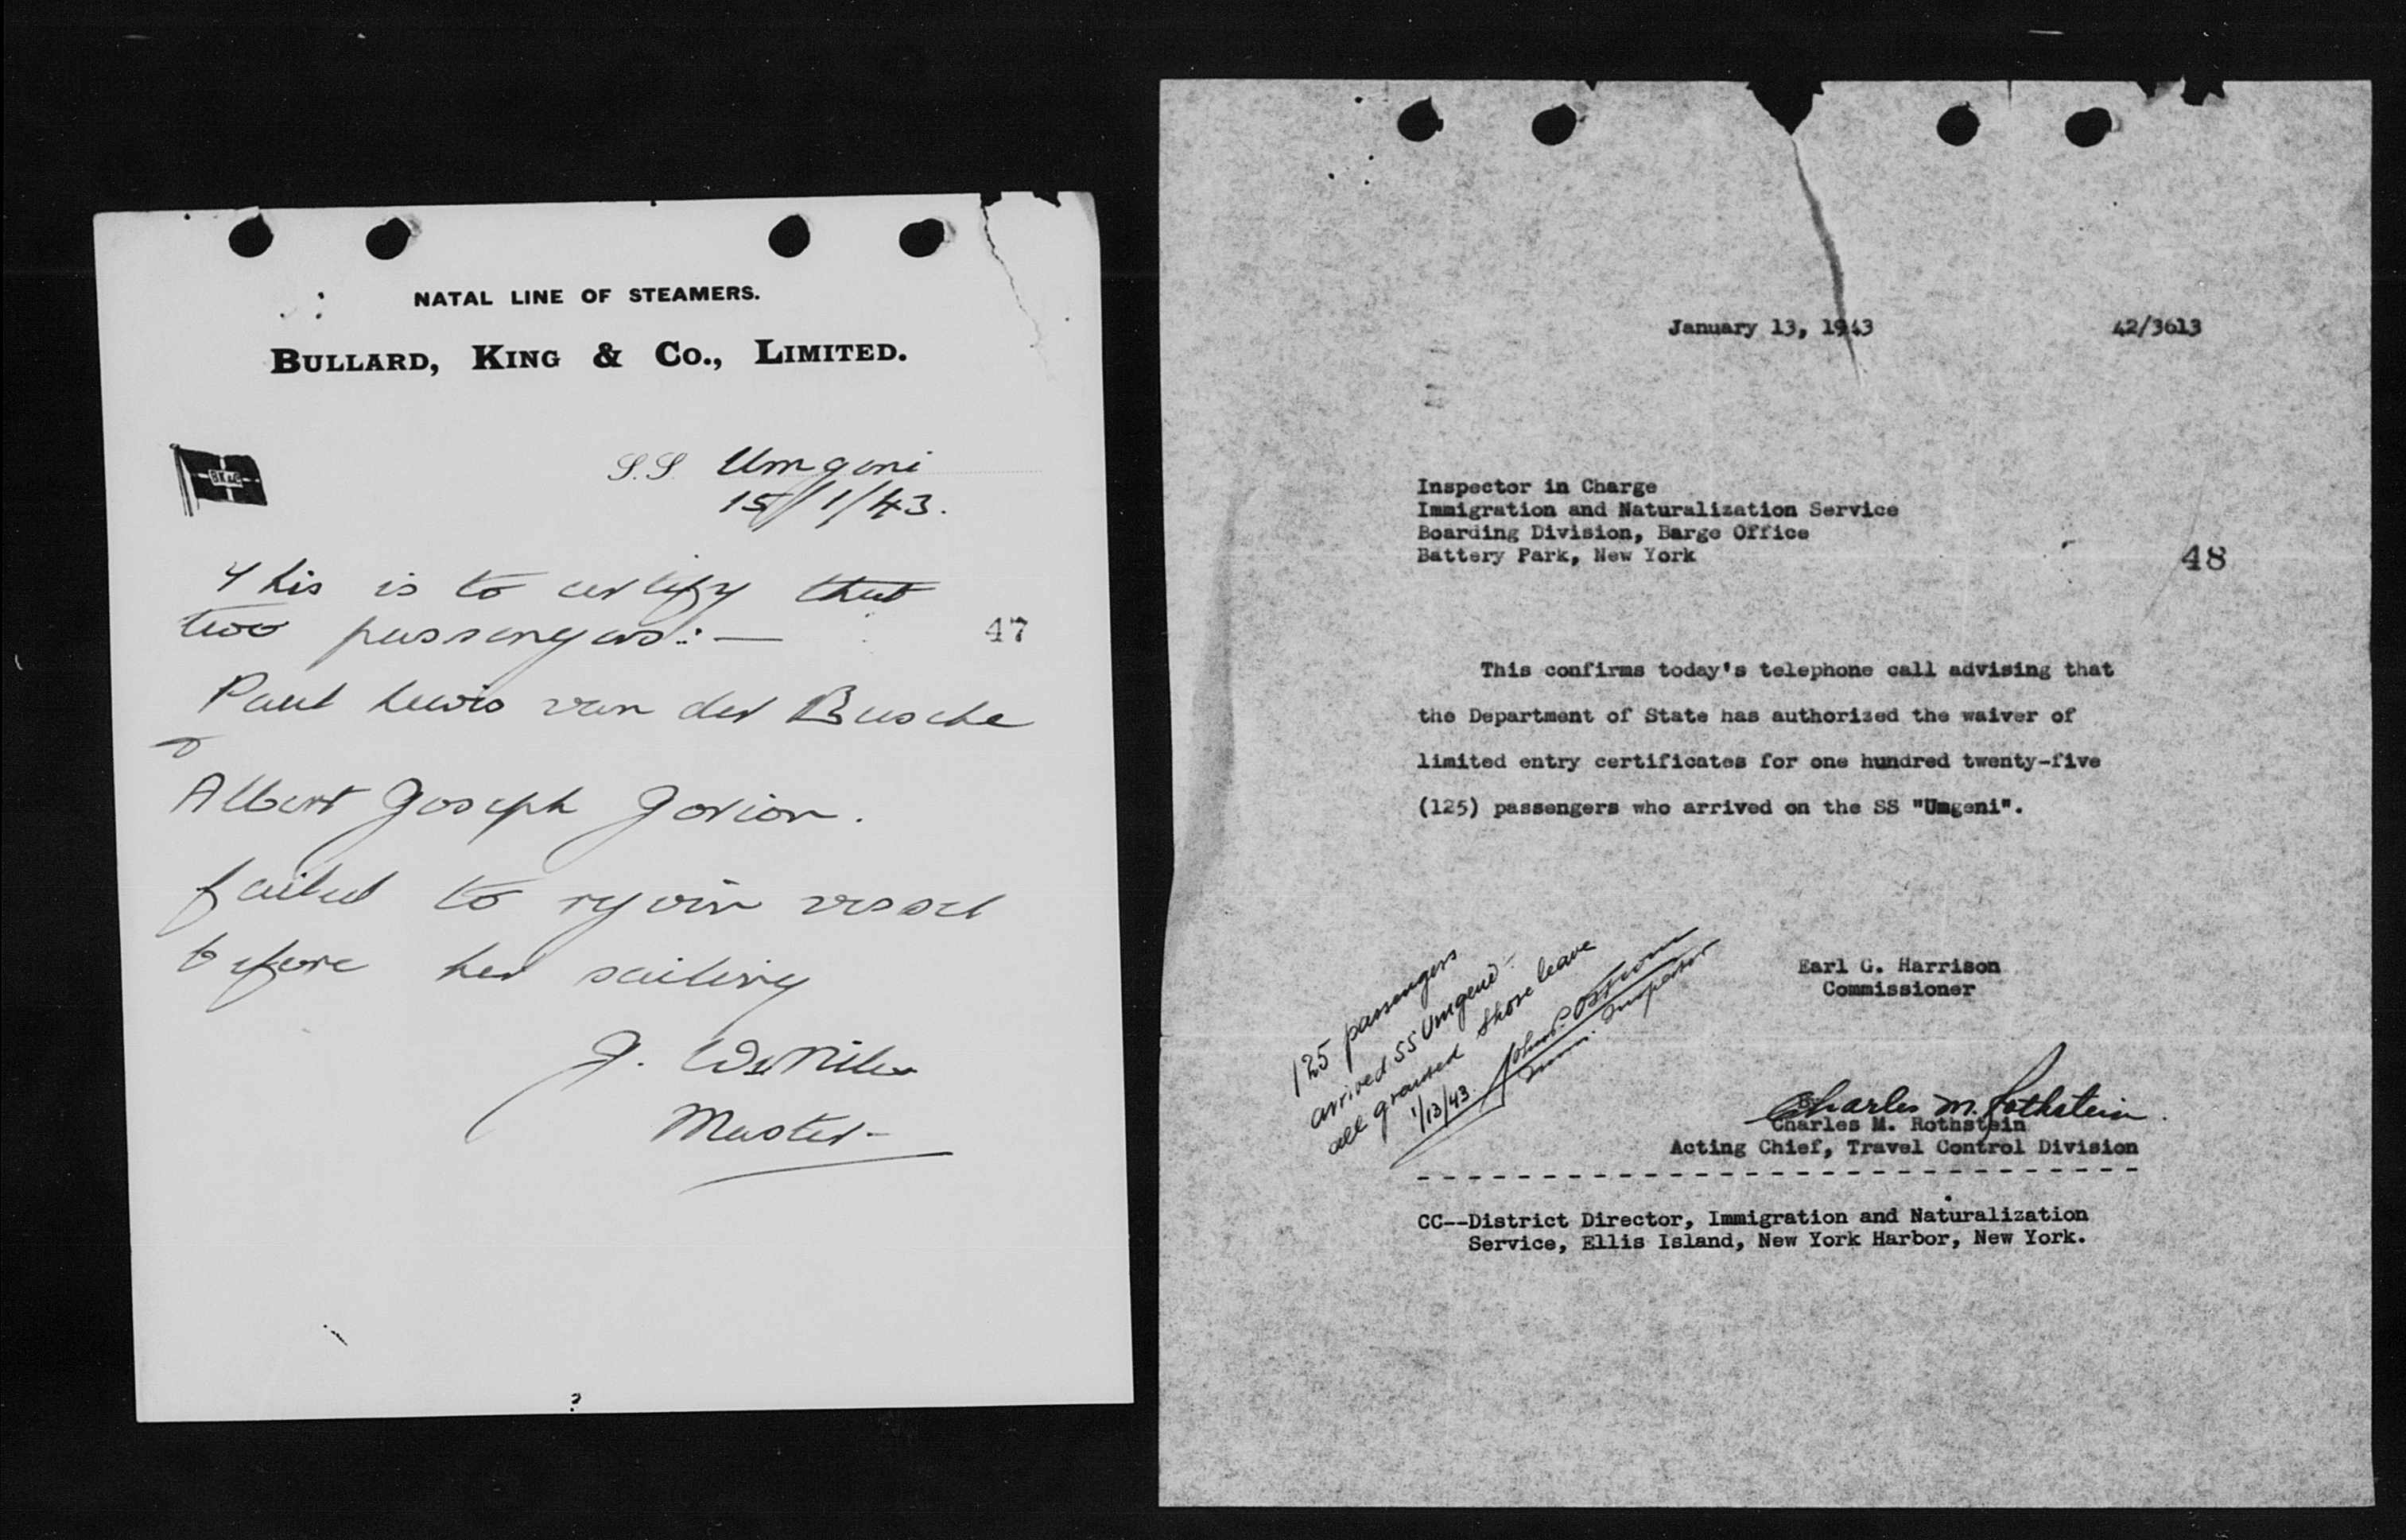 NATAL LINE OF STEAMERS.
BULLARD, KING & CO., LIMITED.
BK&C
S.S. Umgeni
15/1/43.
This is to certify that
two passengers:—
47
Paul Lewis van der Busche
&
Albert Joseph Gorion.
failed to rejoin vessel
before her sailing
J.
Master
January 13, 1943 42/3613
Inspector in Charge
Immigration and Naturalization Service
Boarding Division, Barge Office
Battery Park, New York
48
This confirms today's telephone call advising that
the Department of State has authorized the waiver of
limited entry certificates for one hundred twenty-five
(125) passengers who arrived on the SS "Umgeni".
Earl G. Harrison
Commissioner
125 passengers
arrived SS Umgeni -
all granted shore leave
1/13/43 John P.
Immi. Inspector
Charles M. Rothstein
Charles M. Rothstein
Acting Chief, Travel Control Division
CC--District Director, Immigration and Naturalization
Service, Ellis Island, New York Harbor, New York.